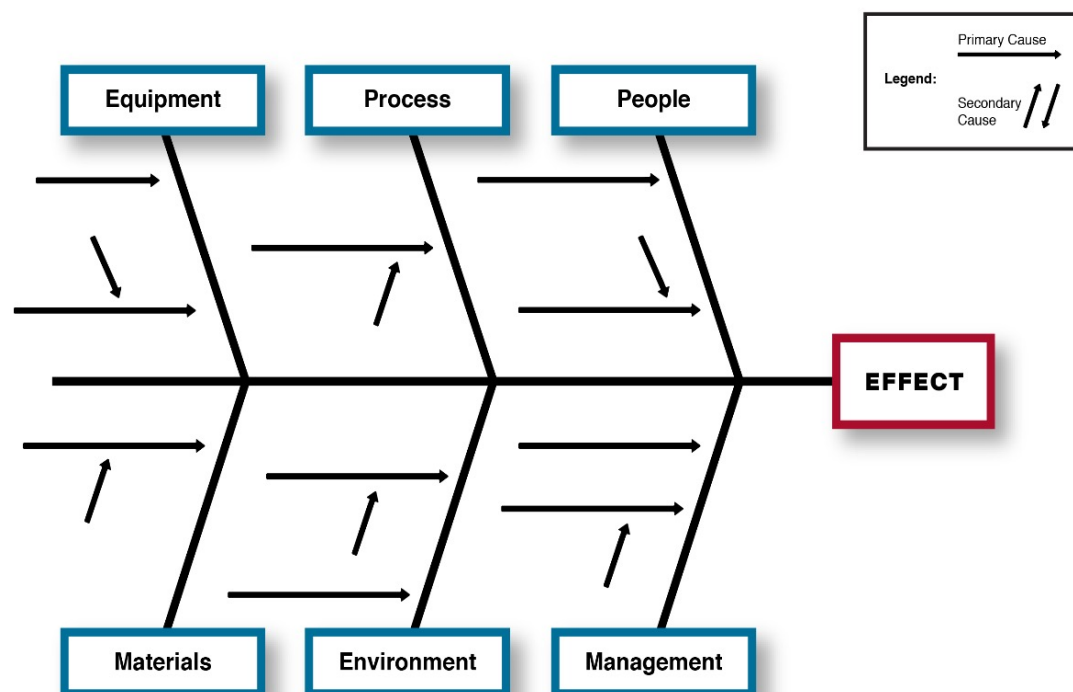 Primary Cause
Legend:
Secondary
Cause
Equipment
Process
People
EFFECT
Materials
Environment
Management